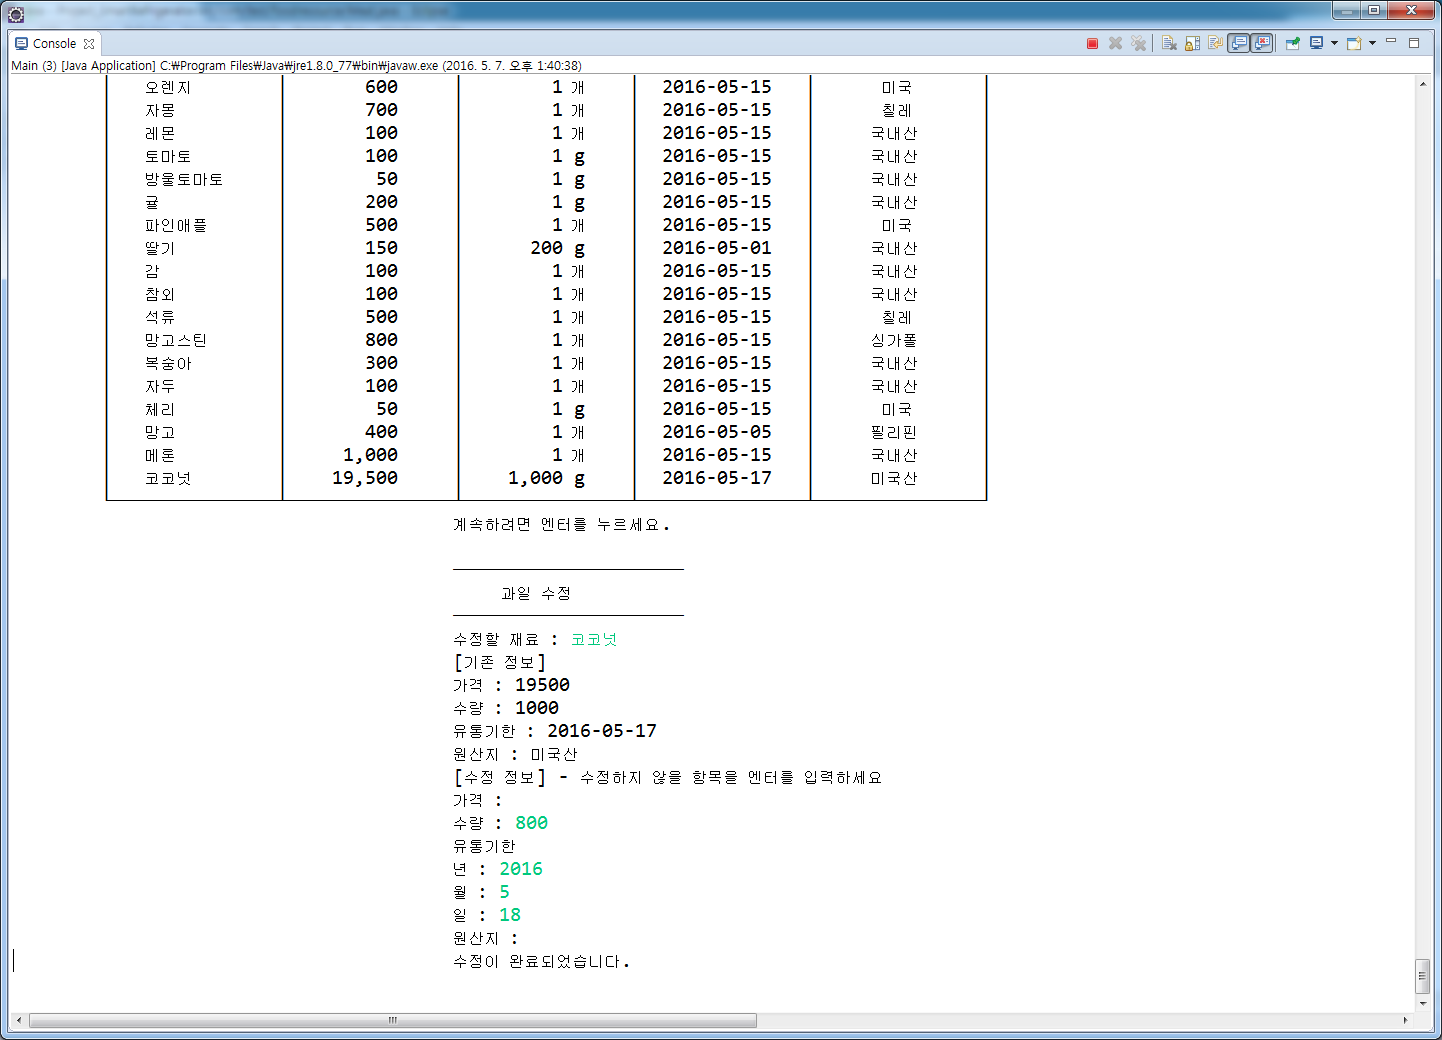 Console
Main (3) [Java Application] C:₩Program Files₩Java₩jre1.8.0_77₩bin₩javaw.exe (2016. 5. 7. 오후 1:40:38)
오렌지 600 1 개 2016-05-15 미국
자몽 700 1 개 2016-05-15 칠레
레몬 100 1 개 2016-05-15 국내산
토마토 100 1 g 2016-05-15 국내산
방울토마토 50 1 g 2016-05-15 국내산
귤 200 1 g 2016-05-15 국내산
파인애플 500 1 개 2016-05-15 미국
딸기 150 200 g 2016-05-01 국내산
감 100 1 개 2016-05-15 국내산
참외 100 1 개 2016-05-15 국내산
석류 500 1 개 2016-05-15 칠레
망고스틴 800 1 개 2016-05-15 싱가폴
복숭아 300 1 개 2016-05-15 국내산
자두 100 1 개 2016-05-15 국내산
체리 50 1 g 2016-05-15 미국
망고 400 1 개 2016-05-05 필리핀
메론 1,000 1 개 2016-05-15 국내산
코코넛 19,500 1,000 g 2016-05-17 미국산
계속하려면 엔터를 누르세요.
과일 수정
수정할 재료 : 코코넛
[기존 정보]
가격 : 19500
수량 : 1000
유통기한 : 2016-05-17
원산지 : 미국산
[수정 정보] - 수정하지 않을 항목을 엔터를 입력하세요
가격 :
수량 : 800
유통기한
년 : 2016
월 : 5
일 : 18
원산지 :
수정이 완료되었습니다.